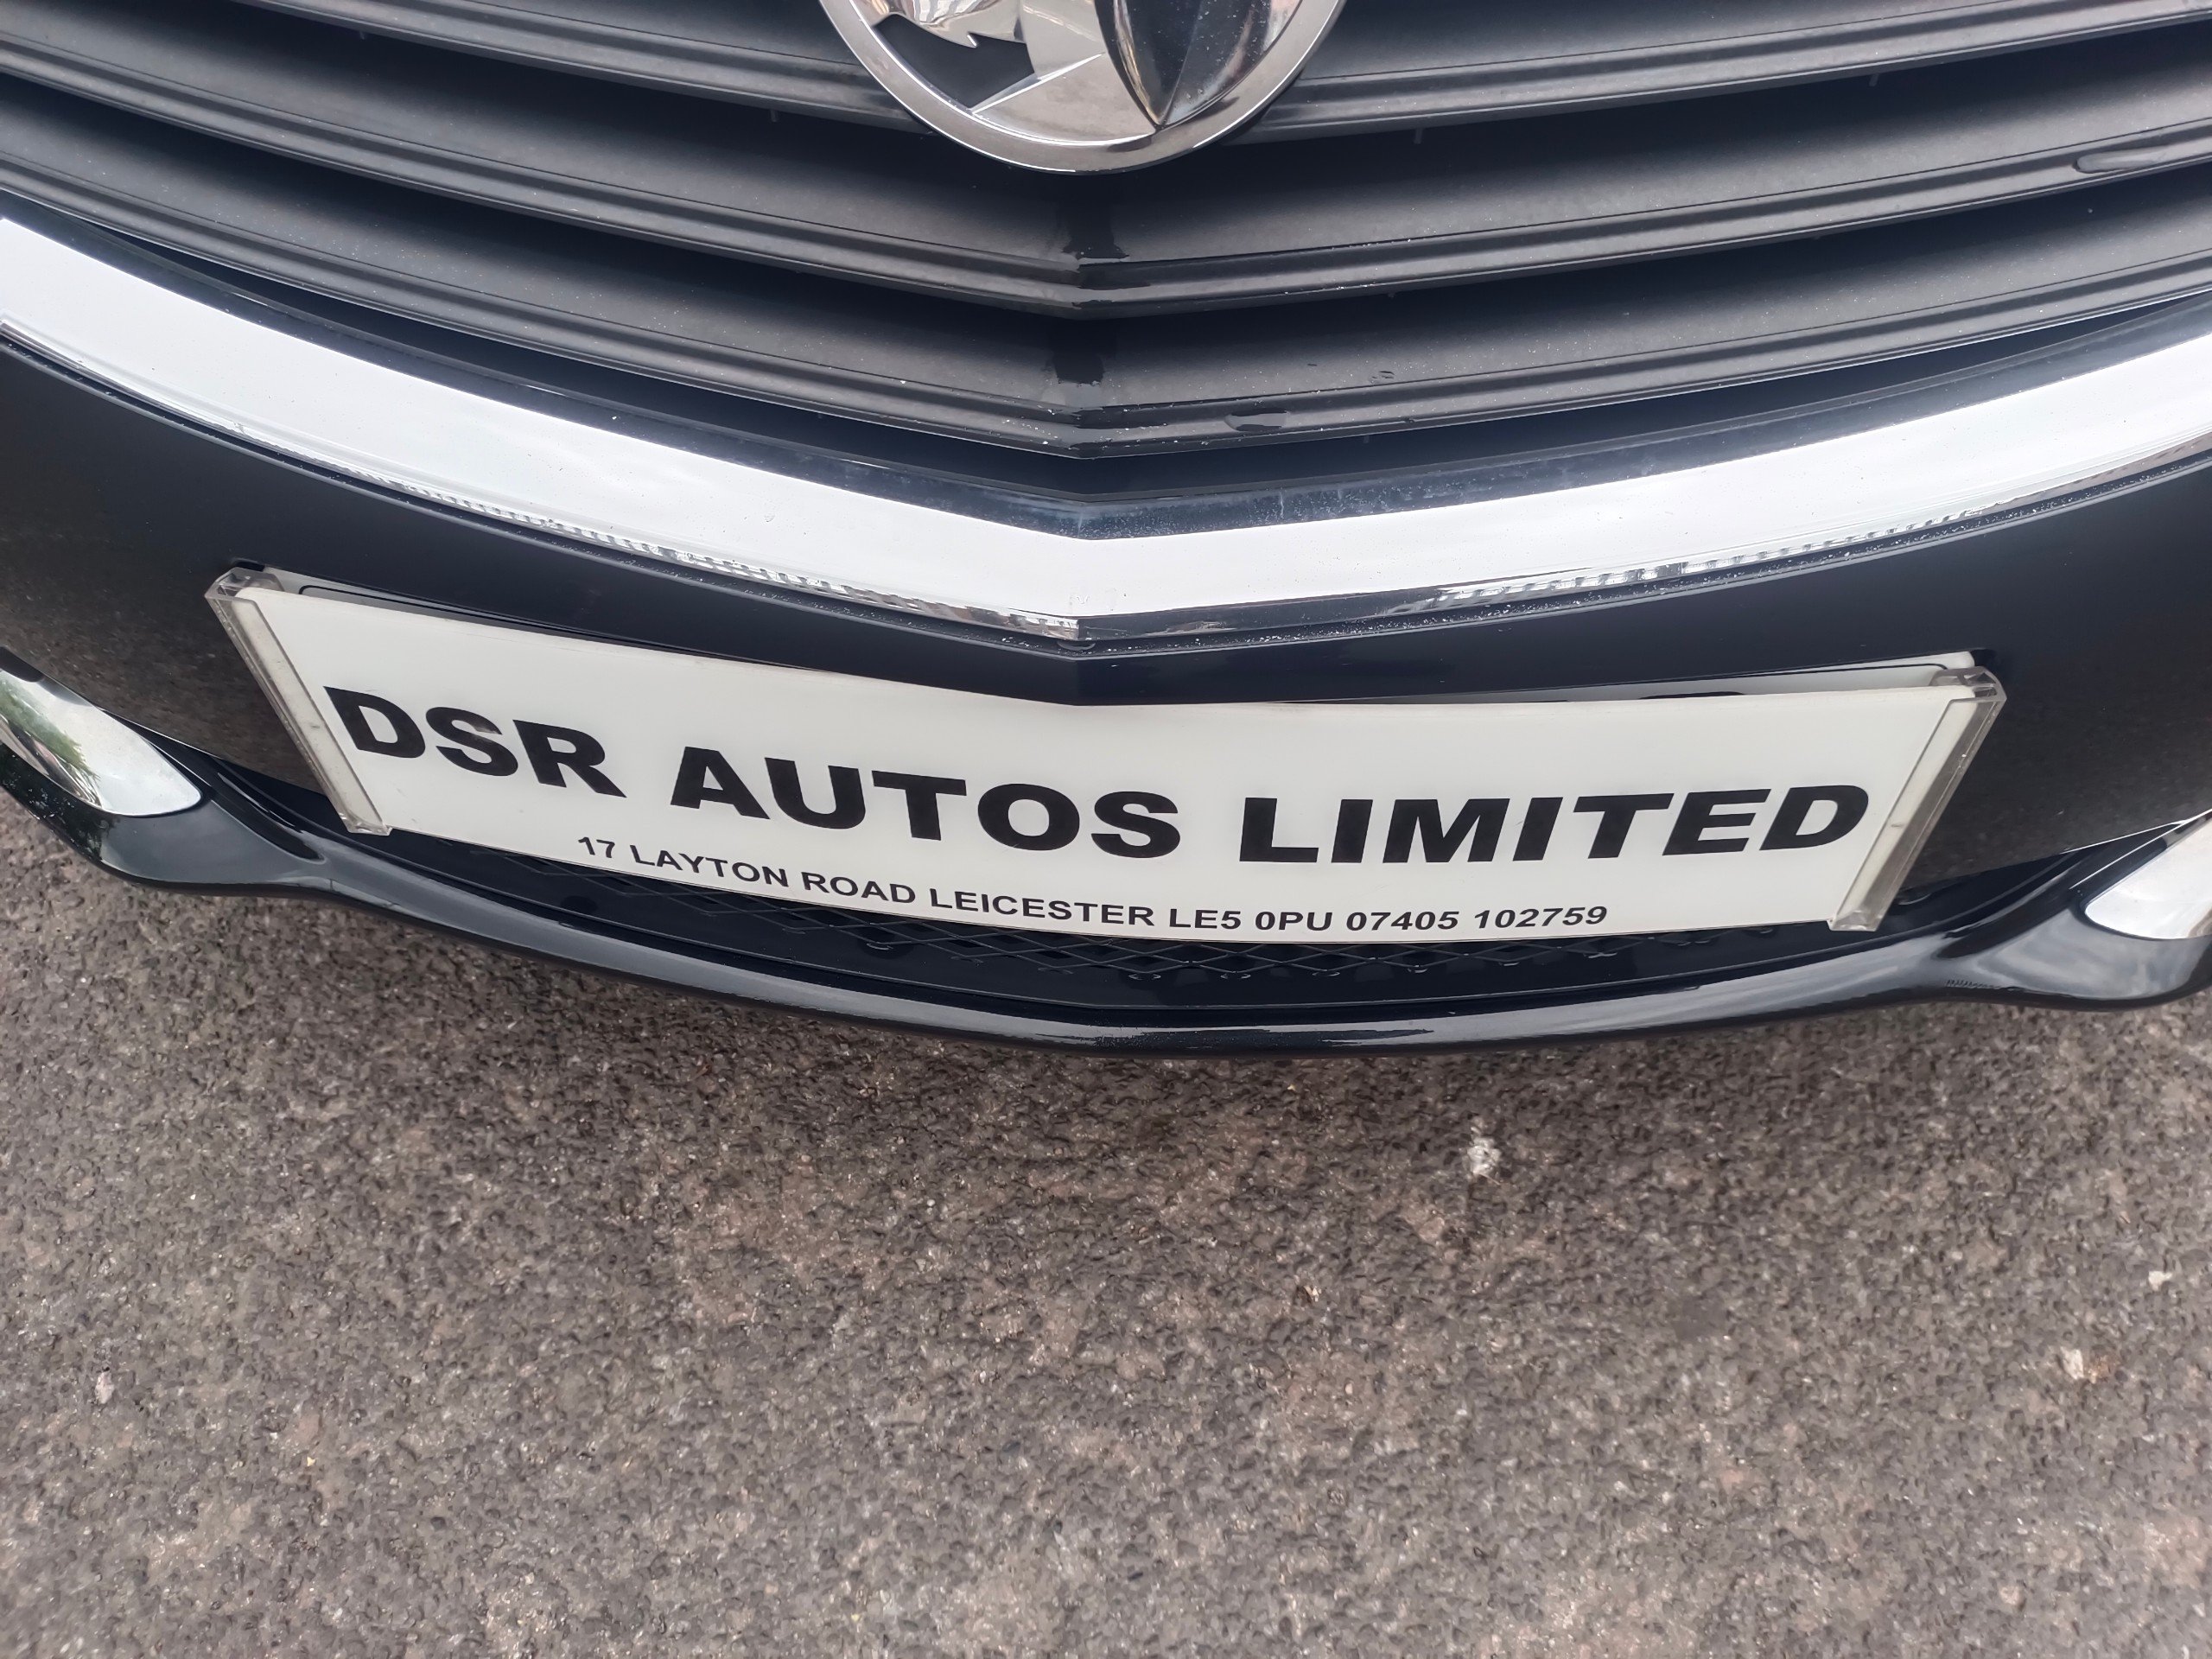 DSR AUTOS LIMITED
17 LAYTON ROAD LEICESTER LE5 0PU 07405 102759